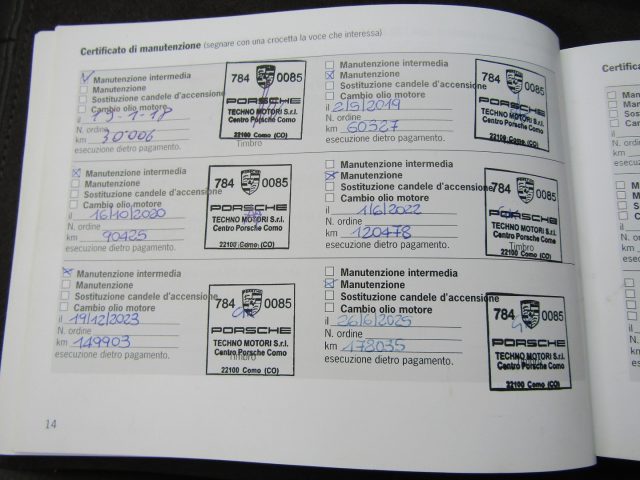 Certificato di manutenzione (segnare con una crocetta la voce che interessa)
Manutenzione intermedia
Manutenzione
Sostituzione candele d'accensione
Cambio olio motore
il 19-1-18
N. ordine
km 30006
esecuzione dietro pagamento.
784 0085
PORSCHE
TECHNO MOTORI S.r.l.
Centro Porsche Como
22100 Como (CO)
Timbro
Manutenzione intermedia
Manutenzione
Sostituzione candele d'accensione
Cambio olio motore
il 2/9/2019
N. ordine
km 60527
esecuzione dietro pagamento.
784 0085
PORSCHE
TECHNO MOTORI S.r.l.
Centro Porsche Como
22100 Como (CO)
Manutenzione intermedia
Manutenzione
Sostituzione candele d'accensione
Cambio olio motore
il 16/10/2020
N. ordine
km 90425
esecuzione dietro pagamento.
784 0085
PORSCHE
TECHNO MOTORI S.r.l.
Centro Porsche Como
22100 Como (CO)
Manutenzione intermedia
Manutenzione
Sostituzione candele d'accensione
Cambio olio motore
il 1/6/2022
N. ordine
km 120478
esecuzione dietro pagamento.
784 0085
PORSCHE
TECHNO MOTORI S.r.l.
Centro Porsche Como
Timbro
22100 Como (CO)
Manutenzione intermedia
Manutenzione
Sostituzione candele d'accensione
Cambio olio motore
il 19/12/2023
N. ordine
km 149903
esecuzione dietro pagamento.
784 0085
PORSCHE
TECHNO MOTORI S.r.l.
Centro Porsche Como
Timbro
22100 Como (CO)
Manutenzione intermedia
Manutenzione
Sostituzione candele d'accensione
Cambio olio motore
il 26/6/2025
N. ordine
km 178035
esecuzione dietro pagamento.
784 0085
PORSCHE
TECHNO MOTORI S.r.l.
Centro Porsche Como
22100 Como (CO)
14
Certifica